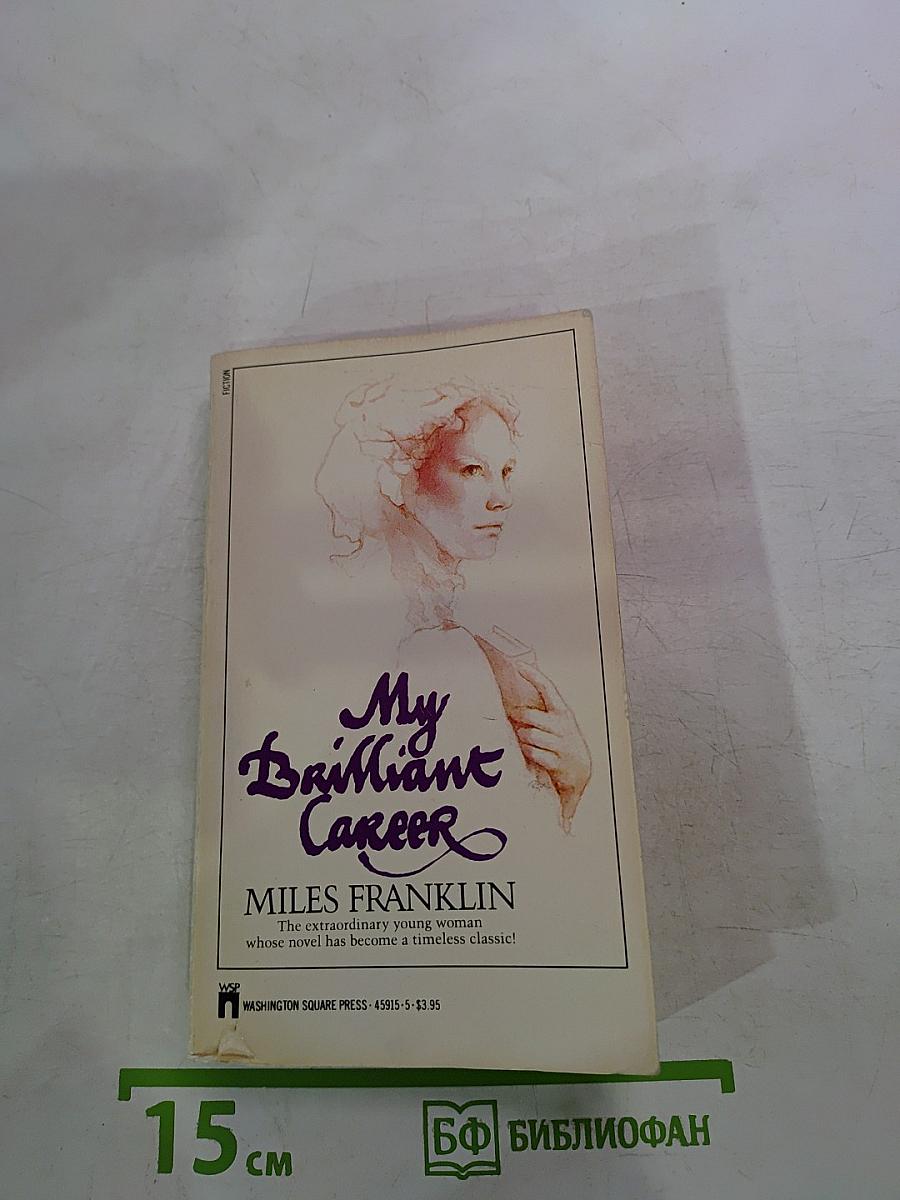 FICTION
My
Brilliant
Career
MILES FRANKLIN
The extraordinary young woman
whose novel has become a timeless classic!
WSP
WASHINGTON SQUARE PRESS · 45915-5 · $3.95
15 см
БФ БИБЛИОФАН